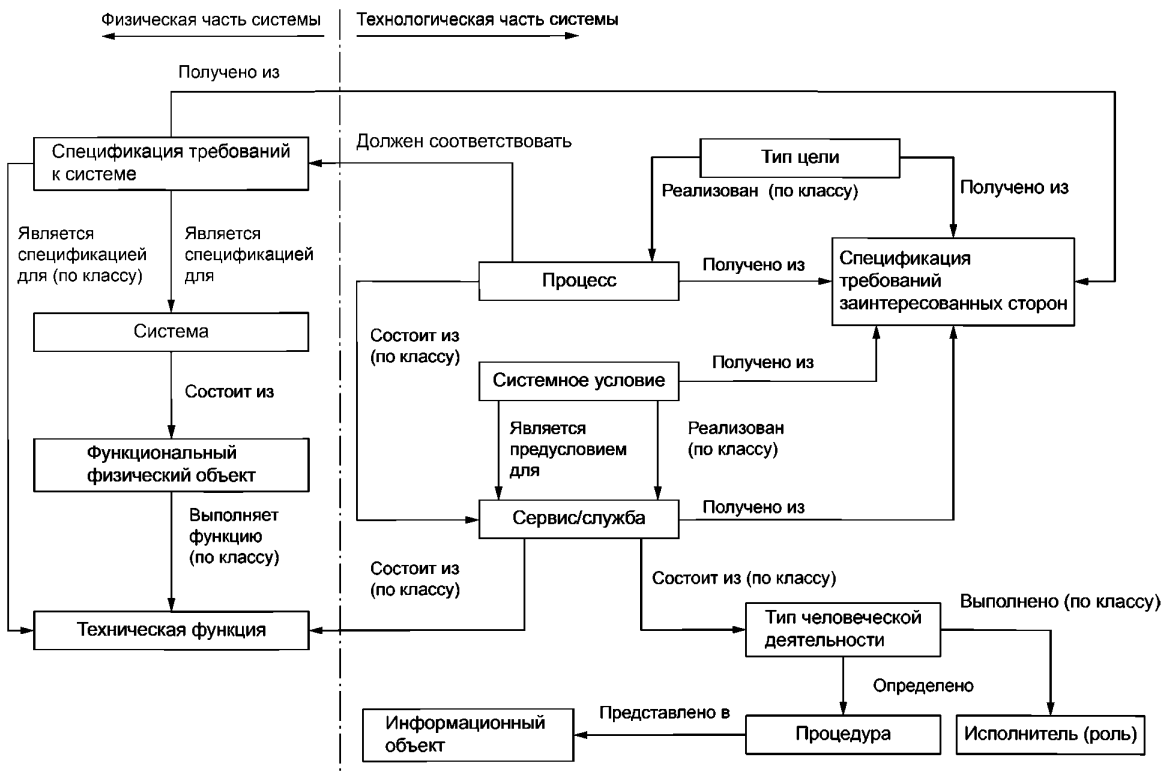 Физическая часть системы
Технологическая часть системы
Получено из
Спецификация требований
к системе
Должен соответствовать
Тип цели
Реализован (по классу)
Получено из
Является
спецификацией
для (по классу)
Является
спецификацией
для
Процесс
Получено из
Спецификация
требований
заинтересованных сторон
Система
Состоит из
(по классу)
Получено из
Системное условие
Состоит из
Является
предусловием
для
Реализован
(по классу)
Функциональный
физический объект
Выполняет
функцию
(по классу)
Сервис/служба
Получено из
Состоит из
(по классу)
Состоит из (по классу)
Выполнено (по классу)
Техническая функция
Тип человеческой
деятельности
Определено
Представлено в
Информационный
объект
Процедура
Исполнитель (роль)